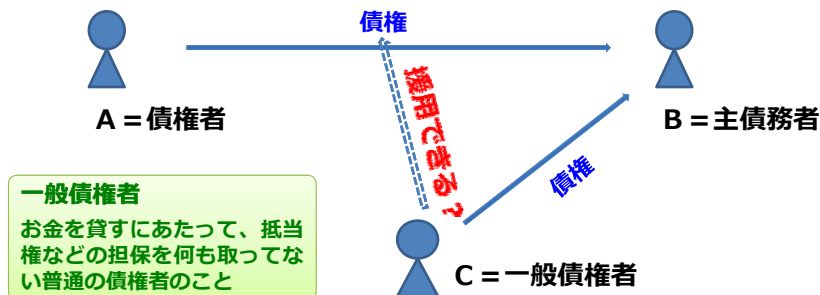 債権
援用できる？
A＝債権者
B＝主債務者
債権
一般債権者
お金を貸すにあたって、抵当
権などの担保を何も取ってな
い普通の債権者のこと
C＝一般債権者